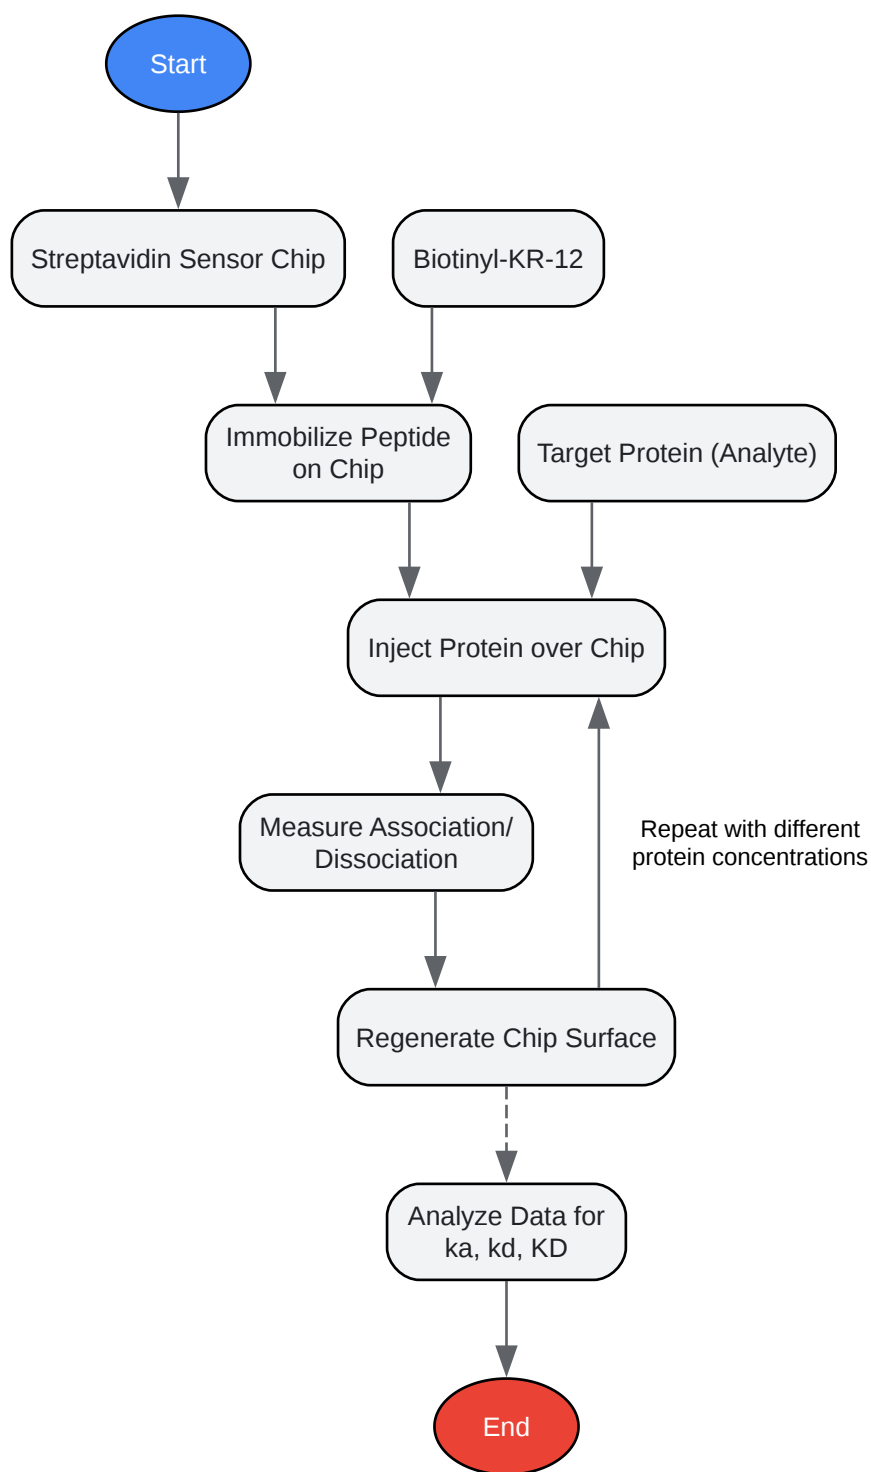 Start
Streptavidin Sensor Chip
Biotinyl-KR-12
Immobilize Peptide
on Chip
Target Protein (Analyte)
Inject Protein over Chip
Measure Association/
Dissociation
Repeat with different
protein concentrations
Regenerate Chip Surface
Analyze Data for
ka, kd, KD
End